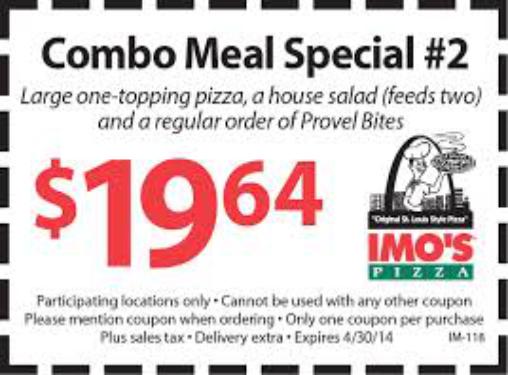 Combo Meal Special #2
Large one-topping pizza, a house salad (feeds two)
and a regular order of Provel Bites
$19 64
"Original St. Louis Style Pizza"
IMO'S
PIZZA
Participating locations only • Cannot be used with any other coupon
Please mention coupon when ordering • Only one coupon per purchase
Plus sales tax • Delivery extra • Expires 4/30/14
IM-118